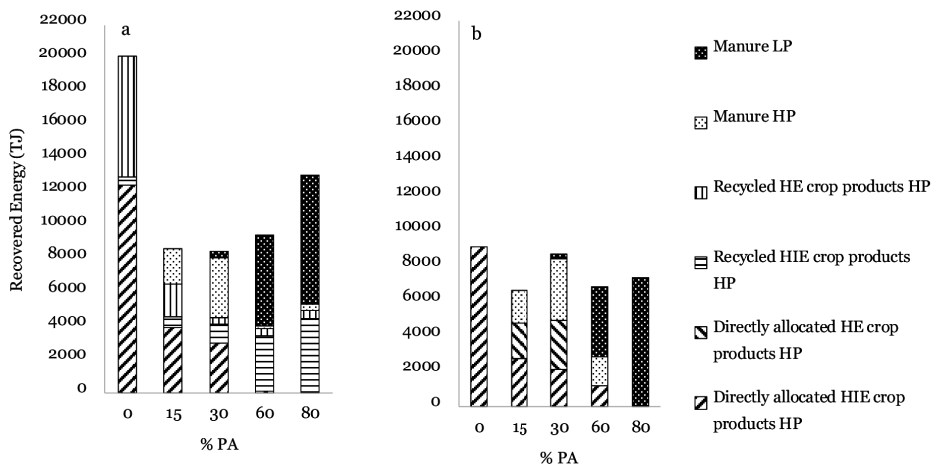 a
Recovered Energy (TJ)
22000
20000
18000
16000
14000
12000
10000
8000
6000
4000
2000
0
0 15 30 60 80
% PA
b
22000
20000
18000
16000
14000
12000
10000
8000
6000
4000
2000
0
0 15 30 60 80
% PA
Manure LP
Manure HP
Recycled HE crop products HP
Recycled HIE crop products
HP
Directly allocated HE crop
products HP
Directly allocated HIE crop
products HP